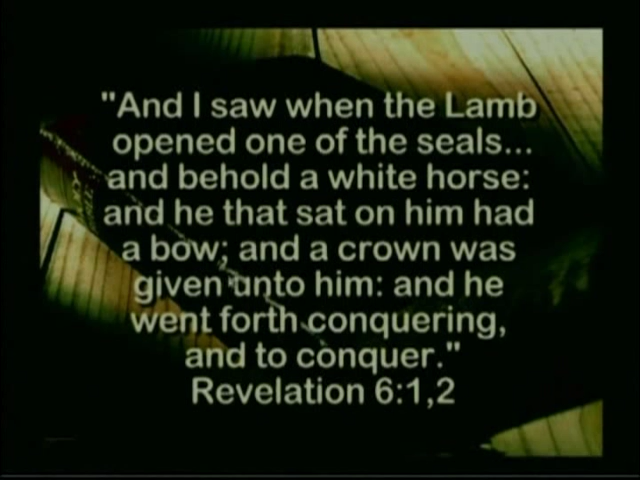 "And I saw when the Lamb
opened one of the seals...
and behold a white horse:
and he that sat on him had
a bow; and a crown was
given unto him: and he
went forth conquering,
and to conquer."
Revelation 6:1,2